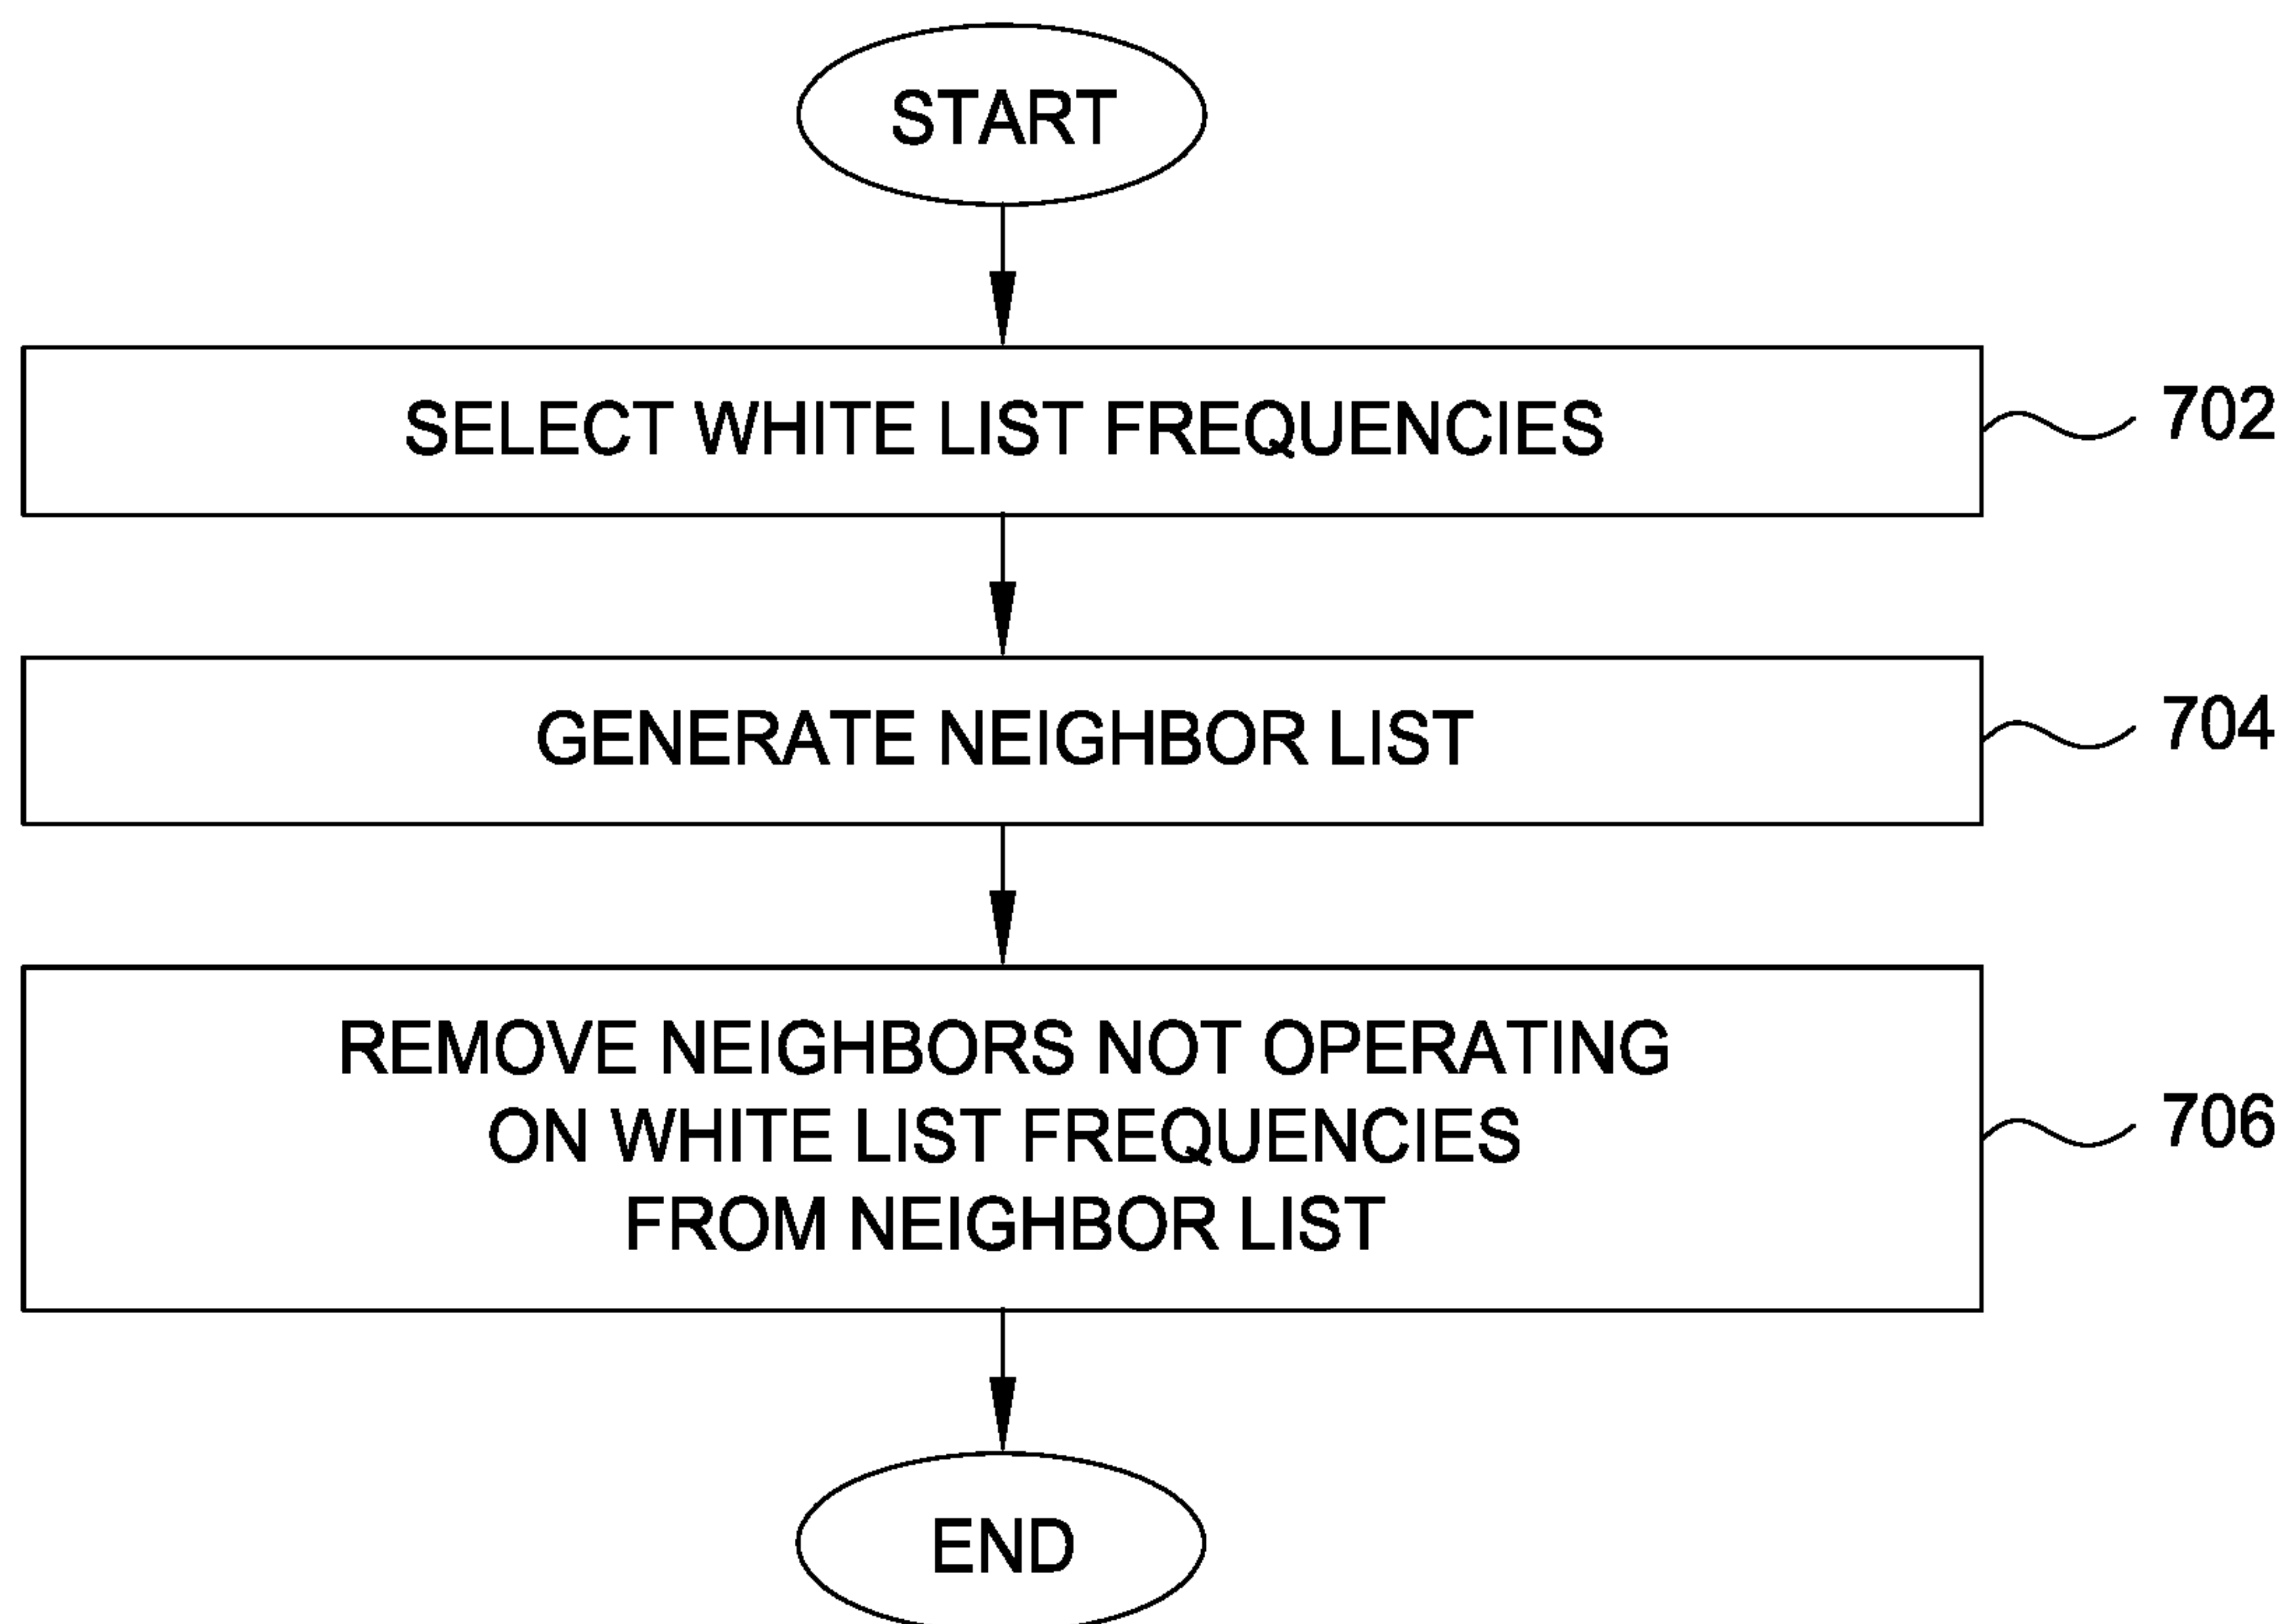 START
SELECT WHITE LIST FREQUENCIES
702
GENERATE NEIGHBOR LIST
704
REMOVE NEIGHBORS NOT OPERATING
ON WHITE LIST FREQUENCIES
FROM NEIGHBOR LIST
706
END